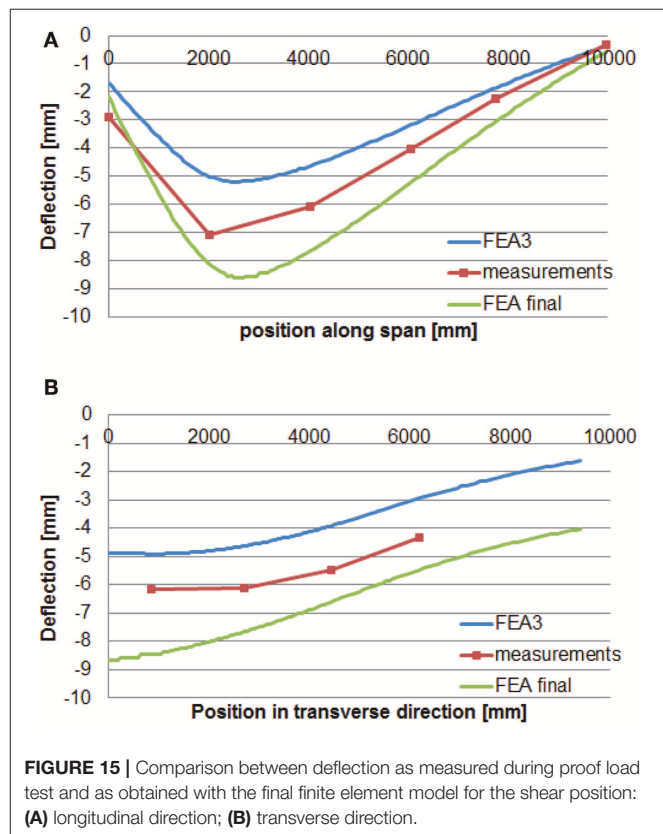 A
0
-1
-2
-3
-4
-5
-6
-7
-8
-9
-10
0 2000 4000 6000 8000 10000
Deflection [mm]
FEA3
measurements
FEA final
position along span [mm]
B
0
-1
-2
-3
-4
-5
-6
-7
-8
-9
-10
0 2000 4000 6000 8000 10000
Deflection [mm]
FEA3
measurements
FEA final
Position in transverse direction [mm]
FIGURE 15 | Comparison between deflection as measured during proof load
test and as obtained with the final finite element model for the shear position:
(A) longitudinal direction; (B) transverse direction.